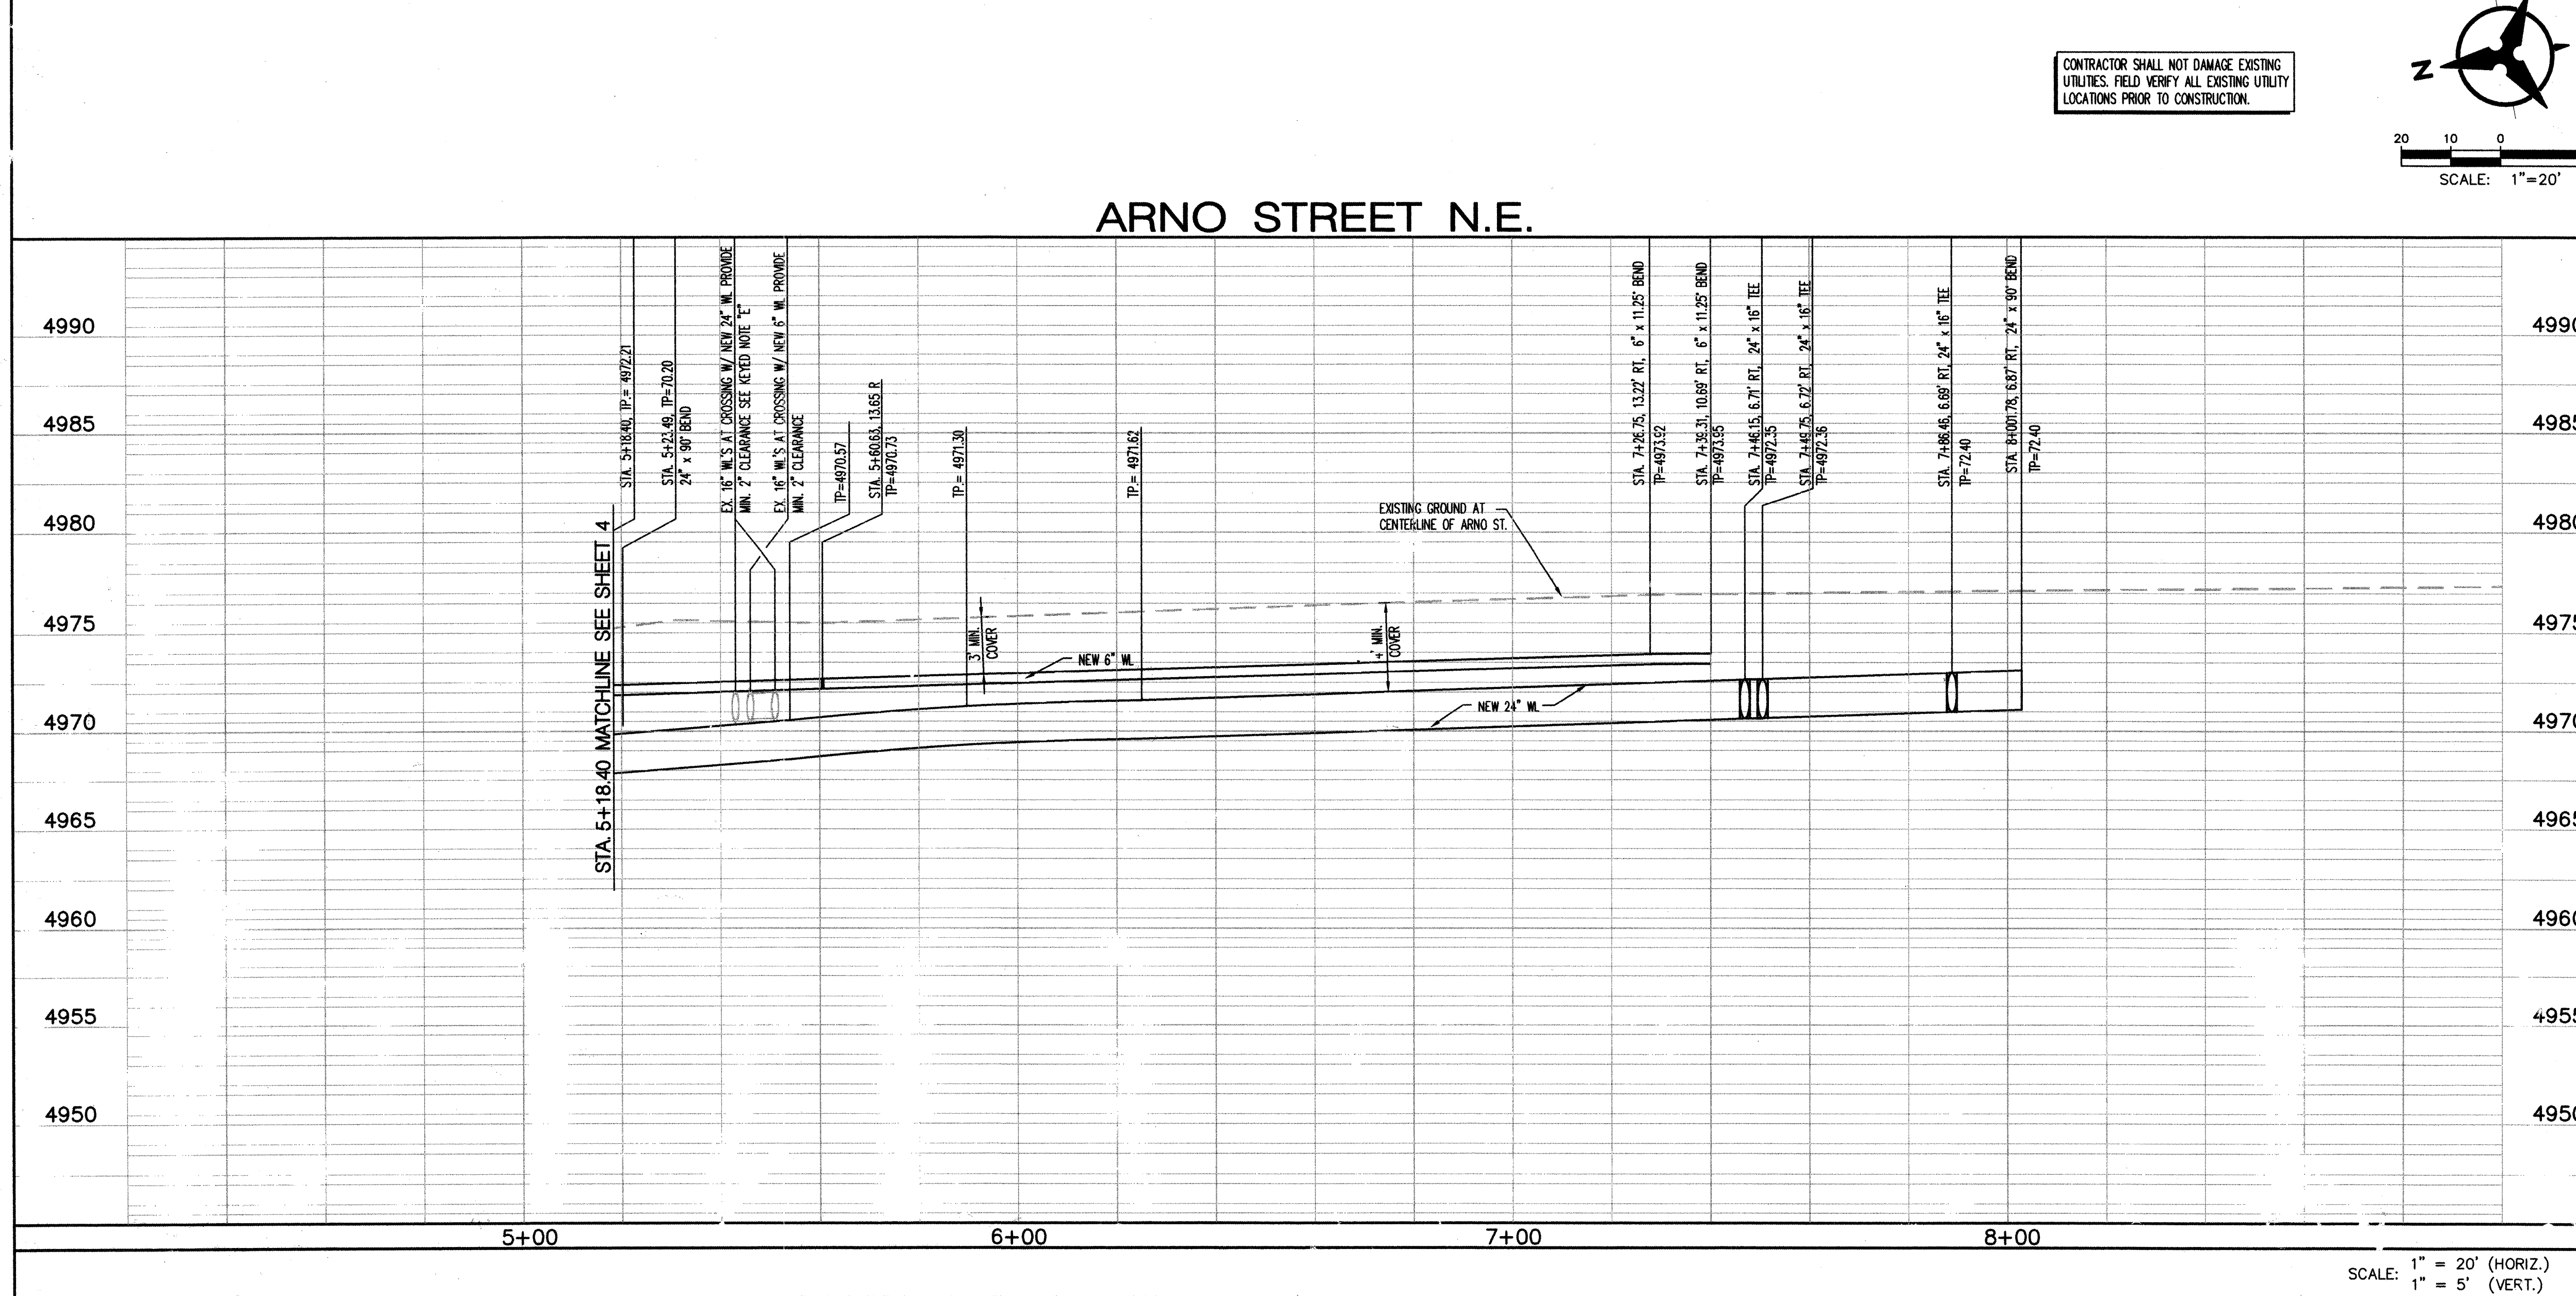 CONTRACTOR SHALL NOT DAMAGE EXISTING
UTILITIES. FIELD VERIFY ALL EXISTING UTILITY
LOCATIONS PRIOR TO CONSTRUCTION.
N
20 10 0
SCALE: 1"=20'
ARNO STREET N.E.
4990
4985
4980
4975
4970
4965
4960
4955
4950
STA. 5+18.40 MATCHLINE SEE SHEET 4
STA. 5+18.40, TP.= 4972.21
STA. 5+23.49, TP=70.20
24" x 90° BEND
EX. 16" WL'S AT CROSSING W/ NEW 24" WL PROVIDE
MIN. 2" CLEARANCE SEE KEYED NOTE "E"
EX. 16" WL'S AT CROSSING W/ NEW 6" WL PROVIDE
MIN. 2" CLEARANCE
TP=4970.57
STA. 5+60.63, 13.65 R
TP=4970.73
TP.= 4971.30
3' MIN.
COVER
NEW 6" WL
TP.= 4971.62
4' MIN.
COVER
EXISTING GROUND AT
CENTERLINE OF ARNO ST.
NEW 24" WL
STA. 7+26.75, 13.22' RT, 6" x 11.25° BEND
TP=4973.92
STA. 7+39.31, 10.69' RT, 6" x 11.25° BEND
TP=4973.95
STA. 7+46.15, 6.71' RT, 24" x 16" TEE
TP=4972.35
STA. 7+49.75, 6.72' RT, 24" x 16" TEE
TP=4972.36
STA. 7+86.46, 6.69' RT, 24" x 16" TEE
TP=72.40
STA. 8+001.78, 6.87' RT, 24" x 90° BEND
TP=72.40
4990
4985
4980
4975
4970
4965
4960
4955
4950
5+00 6+00 7+00 8+00
SCALE: 1" = 20' (HORIZ.)
1" = 5' (VERT.)